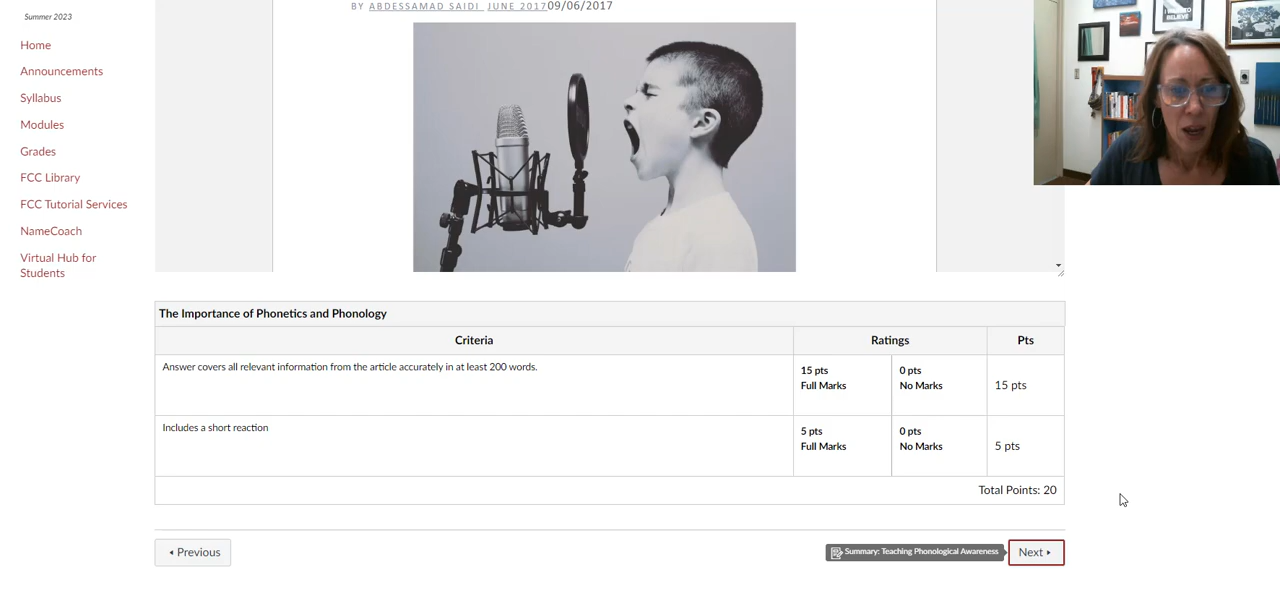 Summer 2023
Home
Announcements
Syllabus
Modules
Grades
FCC Library
FCC Tutorial Services
NameCoach
Virtual Hub for
Students
BY ABDESSAMAD SAIDI JUNE 201709/06/2017
The Importance of Phonetics and Phonology
Criteria Ratings Pts
Answer covers all relevant information from the article accurately in at least 200 words.
15 pts
Full Marks
0 pts
No Marks
15 pts
Includes a short reaction
5 pts
Full Marks
0 pts
No Marks
5 pts
Total Points: 20
Previous
Summary: Teaching Phonological Awareness
Next
BELIEVE